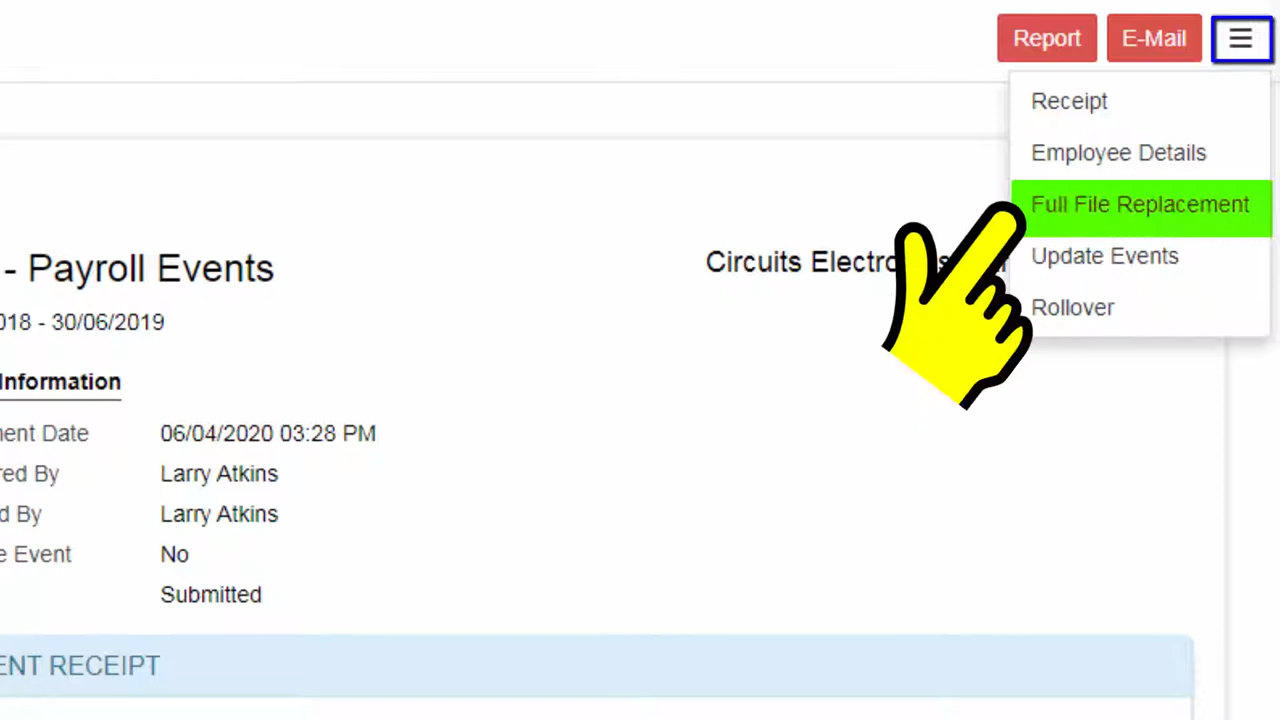 Report E-Mail
Receipt
Employee Details
Full File Replacement
Update Events
Rollover
- Payroll Events
Circuits
018 - 30/06/2019
Information
ent Date 06/04/2020 03:28 PM
red By Larry Atkins
d By Larry Atkins
e Event No
Submitted
ENT RECEIPT